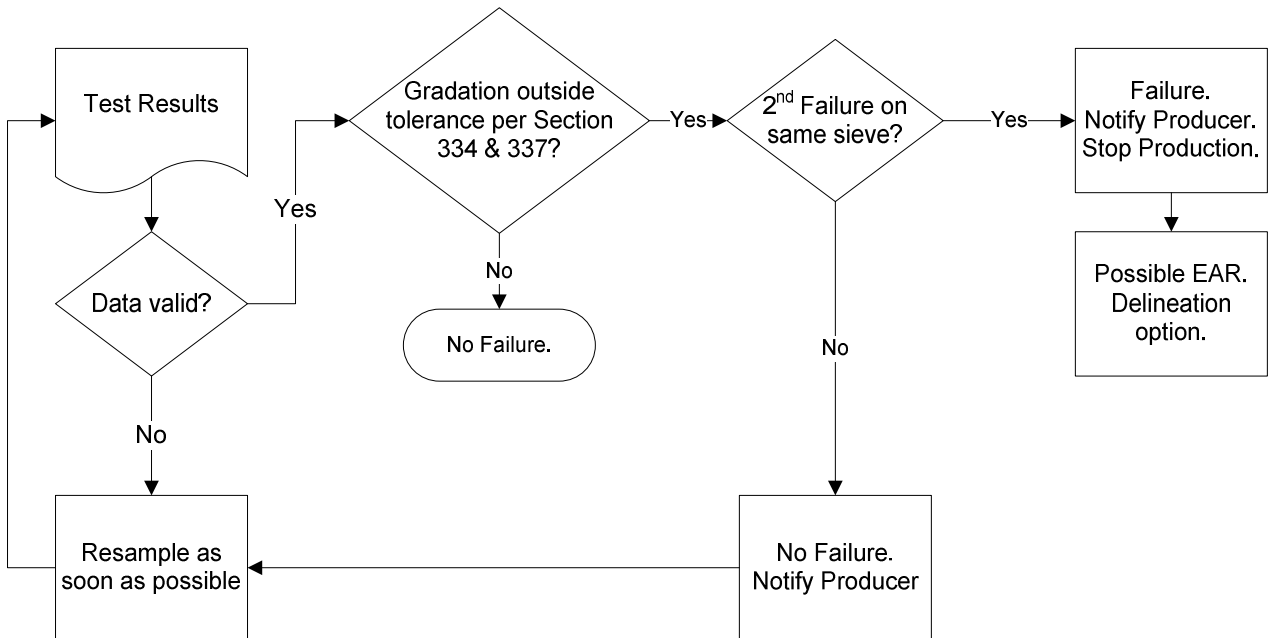 Test Results
Data valid?
Yes
No
Resample as
soon as possible
Gradation outside
tolerance per Section
334 & 337?
No
No Failure.
Yes
2nd Failure on
same sieve?
No
No Failure.
Notify Producer
Yes
Failure.
Notify Producer.
Stop Production.
Possible EAR.
Delineation
option.